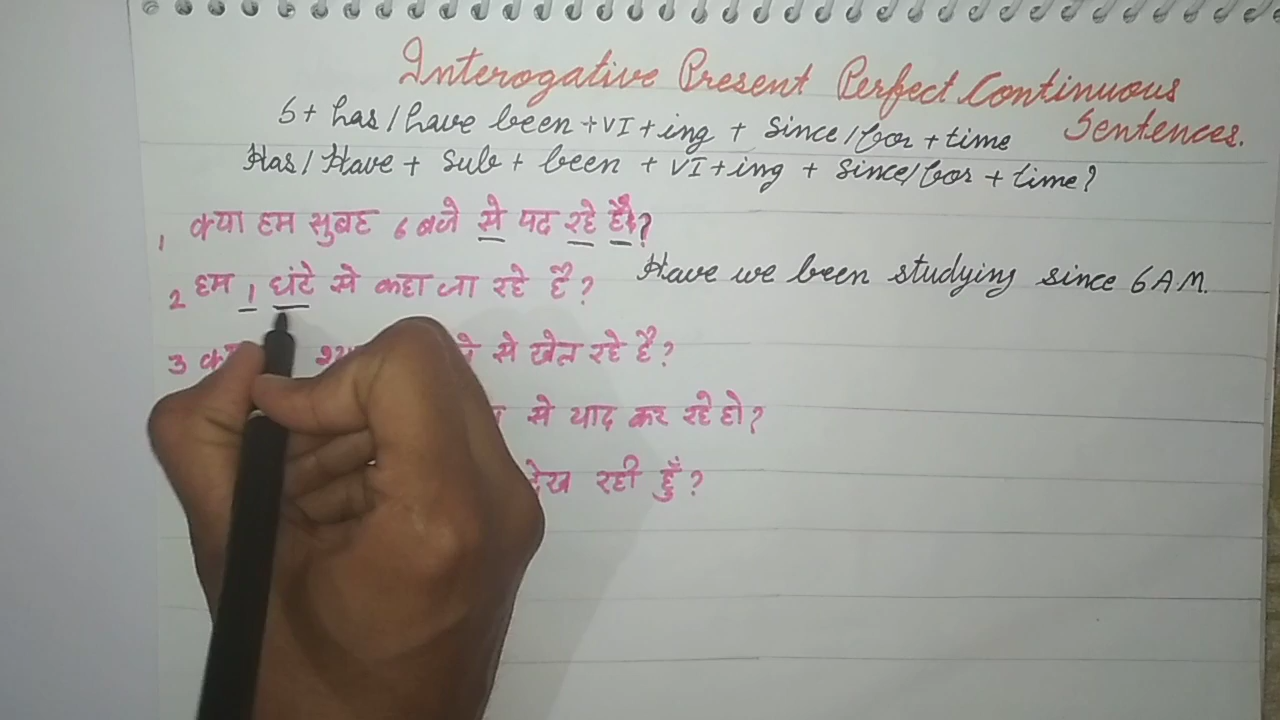 Interogative Present Perfect Continuous
Sentences.
S + has / have been + VI + ing + since / for + time
Has / Have + Sub + been + VI + ing + since / for + time?
1 क्या हम सुबह 6 बजे से पढ रहे हैं?
Have we been studying since 6 AM.
2 हम 1 घंटे से कहा जा रहे है?
3 से खेल रहे है?
से याद कर रहे हो?
देख रही हुँ?